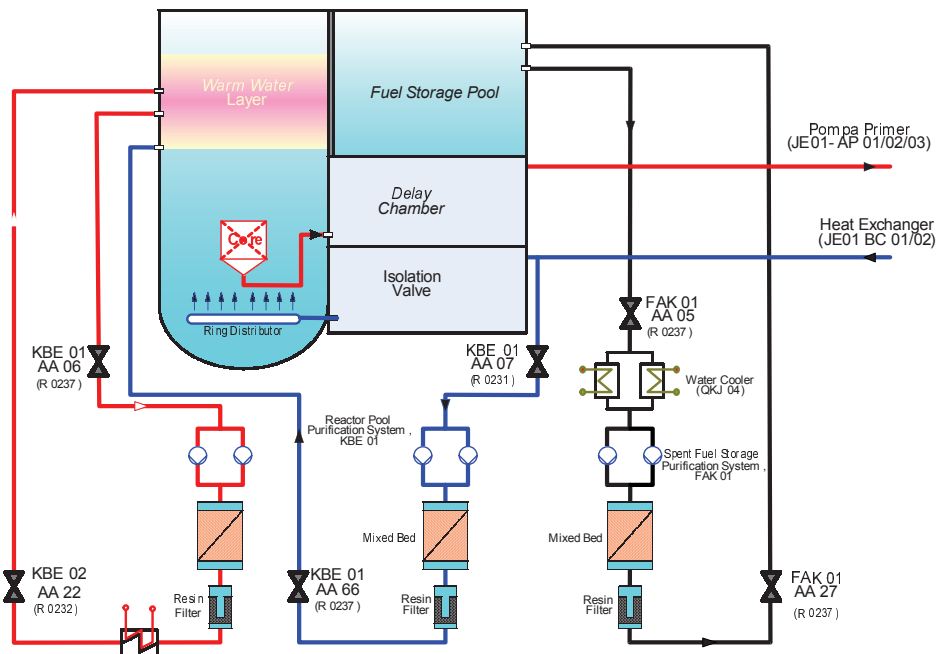 Warm Water
Layer
Fuel Storage Pool
Pompa Primer
(JE01- AP 01/02/03)
Delay
Chamber
Heat Exchanger
(JE01 BC 01/02)
Core
Isolation
Valve
Ring Distributor
FAK 01
AA 05
(R 0237)
KBE 01
AA 06
(R 0237)
KBE 01
AA 07
(R 0231)
Water Cooler
(QKJ 04)
Reactor Pool
Purification System ,
KBE 01
Spent Fuel Storage
Purification System ,
FAK 01
Mixed Bed
Mixed Bed
KBE 02
AA 22
(R 0232)
Resin
Filter
KBE 01
AA 66
(R 0237)
Resin
Filter
Resin
Filter
FAK 01
AA 27
(R 0237)